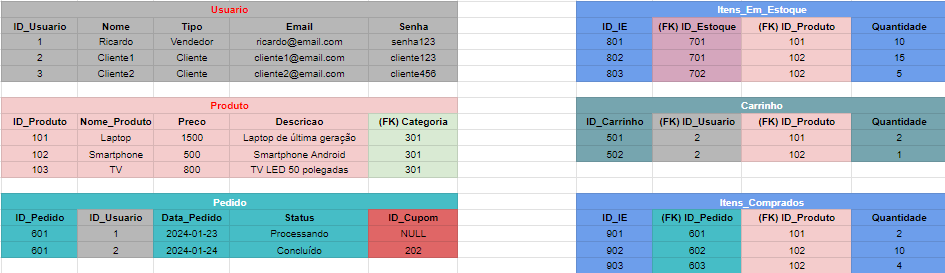 Usuario
ID_Usuario Nome Tipo Email Senha
1 Ricardo Vendedor ricardo@email.com senha123
2 Cliente1 Cliente cliente1@email.com cliente123
3 Cliente2 Cliente cliente2@email.com cliente456
Produto
ID_Produto Nome_Produto Preco Descricao (FK) Categoria
101 Laptop 1500 Laptop de última geração 301
102 Smartphone 500 Smartphone Android 301
103 TV 800 TV LED 50 polegadas 301
Pedido
ID_Pedido ID_Usuario Data_Pedido Status ID_Cupom
601 1 2024-01-23 Processando NULL
601 2 2024-01-24 Concluído 202
Itens_Em_Estoque
ID_IE (FK) ID_Estoque (FK) ID_Produto Quantidade
801 701 101 10
802 701 102 15
803 702 102 5
Carrinho
ID_Carrinho (FK) ID_Usuario (FK) ID_Produto Quantidade
501 2 101 2
502 2 102 1
Itens_Comprados
ID_IE (FK) ID_Pedido (FK) ID_Produto Quantidade
901 601 101 2
902 602 102 10
903 603 102 4